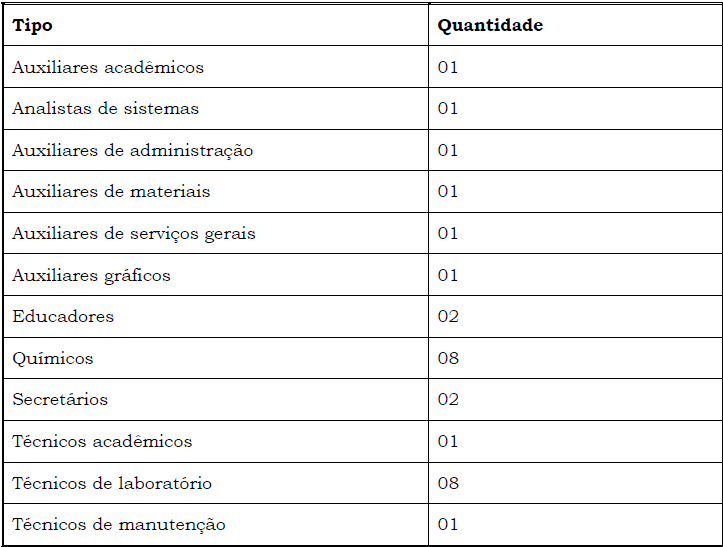 Tipo Quantidade
Auxiliares acadêmicos 01
Analistas de sistemas 01
Auxiliares de administração 01
Auxiliares de materiais 01
Auxiliares de serviços gerais 01
Auxiliares gráficos 01
Educadores 02
Químicos 08
Secretários 02
Técnicos acadêmicos 01
Técnicos de laboratório 08
Técnicos de manutenção 01